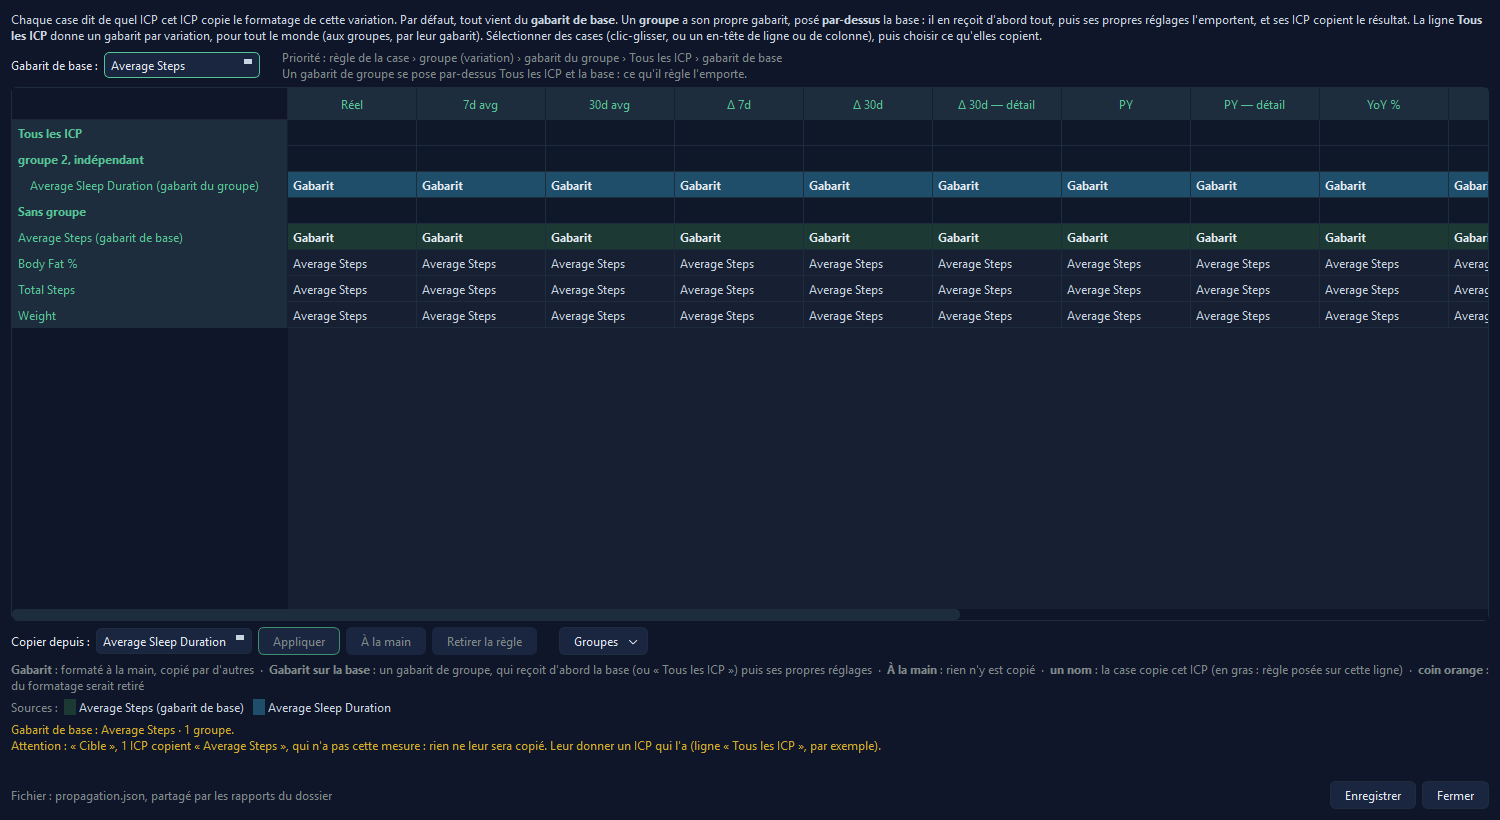 Chaque case dit de quel ICP cet ICP copie le formatage de cette variation. Par défaut, tout vient du gabarit de base. Un groupe a son propre gabarit, posé par-dessus la base : il en reçoit d'abord tout, puis ses propres réglages l'emportent, et ses ICP copient le résultat. La ligne Tous
les ICP donne un gabarit par variation, pour tout le monde (aux groupes, par leur gabarit). Sélectionner des cases (clic-glisser, ou un en-tête de ligne ou de colonne), puis choisir ce qu'elles copient.
Gabarit de base : Average Steps
Priorité : règle de la case › groupe (variation) › gabarit du groupe › Tous les ICP › gabarit de base
Un gabarit de groupe se pose par-dessus Tous les ICP et la base : ce qu'il règle l'emporte.
Réel 7d avg 30d avg Δ 7d Δ 30d Δ 30d — détail PY PY — détail YoY %
Tous les ICP
groupe 2, indépendant
Average Sleep Duration (gabarit du groupe) Gabarit Gabarit Gabarit Gabarit Gabarit Gabarit Gabarit Gabarit Gabarit Gabar
Sans groupe
Average Steps (gabarit de base) Gabarit Gabarit Gabarit Gabarit Gabarit Gabarit Gabarit Gabarit Gabarit Gabar
Body Fat % Average Steps Average Steps Average Steps Average Steps Average Steps Average Steps Average Steps Average Steps Average Steps Averag
Total Steps Average Steps Average Steps Average Steps Average Steps Average Steps Average Steps Average Steps Average Steps Average Steps Averag
Weight Average Steps Average Steps Average Steps Average Steps Average Steps Average Steps Average Steps Average Steps Average Steps Averag
Copier depuis : Average Sleep Duration Appliquer À la main Retirer la règle Groupes
Gabarit : formaté à la main, copié par d'autres · Gabarit sur la base : un gabarit de groupe, qui reçoit d'abord la base (ou « Tous les ICP ») puis ses propres réglages · À la main : rien n'y est copié · un nom : la case copie cet ICP (en gras : règle posée sur cette ligne) · coin orange :
du formatage serait retiré
Sources : Average Steps (gabarit de base) Average Sleep Duration
Gabarit de base : Average Steps · 1 groupe.
Attention : « Cible », 1 ICP copient « Average Steps », qui n'a pas cette mesure : rien ne leur sera copié. Leur donner un ICP qui l'a (ligne « Tous les ICP », par exemple).
Fichier : propagation.json, partagé par les rapports du dossier Enregistrer Fermer